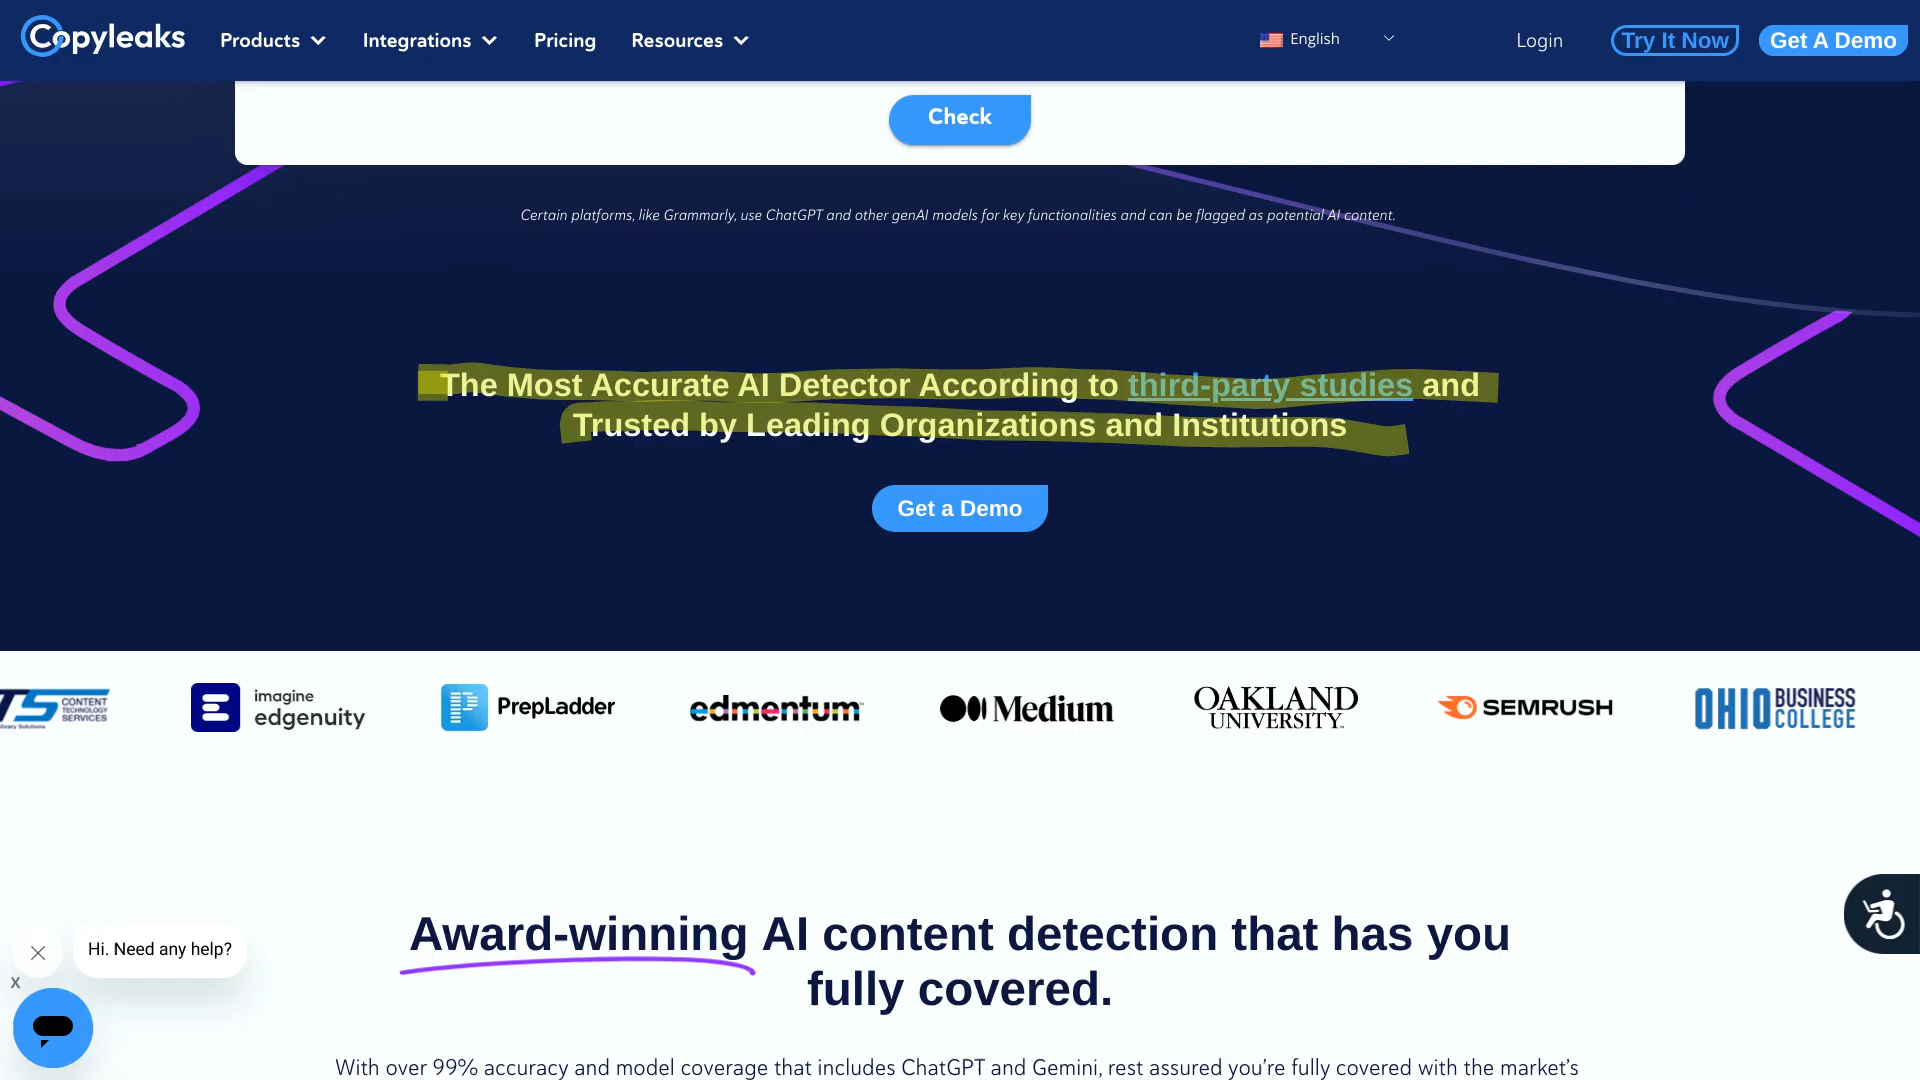 Copyleaks
Products
Integrations
Pricing
Resources
English
Login
Try It Now
Get A Demo
Check
Certain platforms, like Grammarly, use ChatGPT and other genAI models for key functionalities and can be flagged as potential AI content.
The Most Accurate AI Detector According to third-party studies and
Trusted by Leading Organizations and Institutions
Get a Demo
TS CONTENT TECHNOLOGY SERVICES
imagine edgenuity
PrepLadder
edmentum™
Medium
OAKLAND UNIVERSITY™
SEMRUSH
OHIO BUSINESS COLLEGE
Award-winning AI content detection that has you
fully covered.
Hi. Need any help?
x
With over 99% accuracy and model coverage that includes ChatGPT and Gemini, rest assured you’re fully covered with the market’s